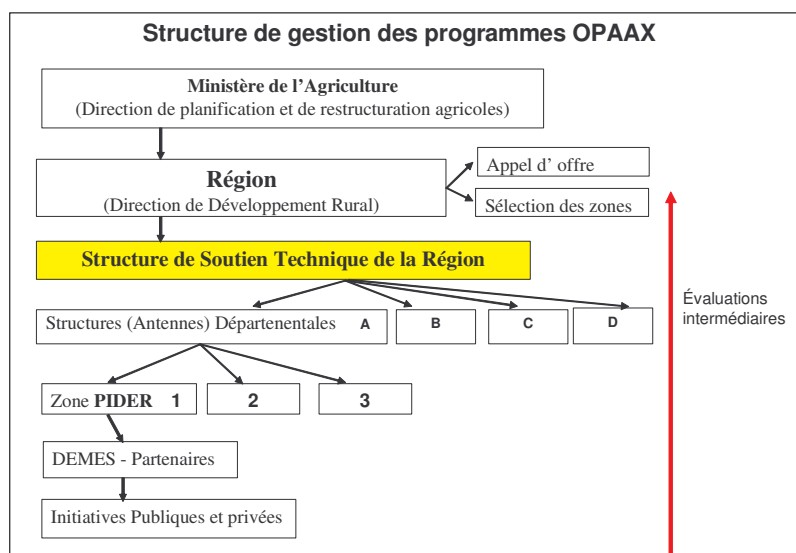 Structure de gestion des programmes OPAAX
Ministère de l'Agriculture
(Direction de planification et de restructuration agricoles)
Région
(Direction de Développement Rural)
Appel d' offre
Sélection des zones
Structure de Soutien Technique de la Région
Structures (Antennes) Départenentales A B C D
Évaluations
intermédiaires
Zone PIDER 1 2 3
DEMES - Partenaires
Initiatives Publiques et privées